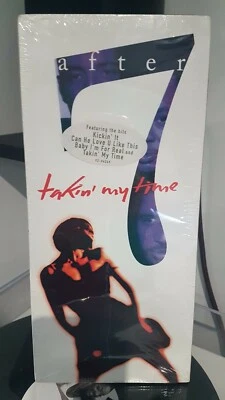 after
7
Featuring the hits
Kickin' It
Can He Love U Like This
Baby I'm For Real and
Takin' My Time
takin' my time